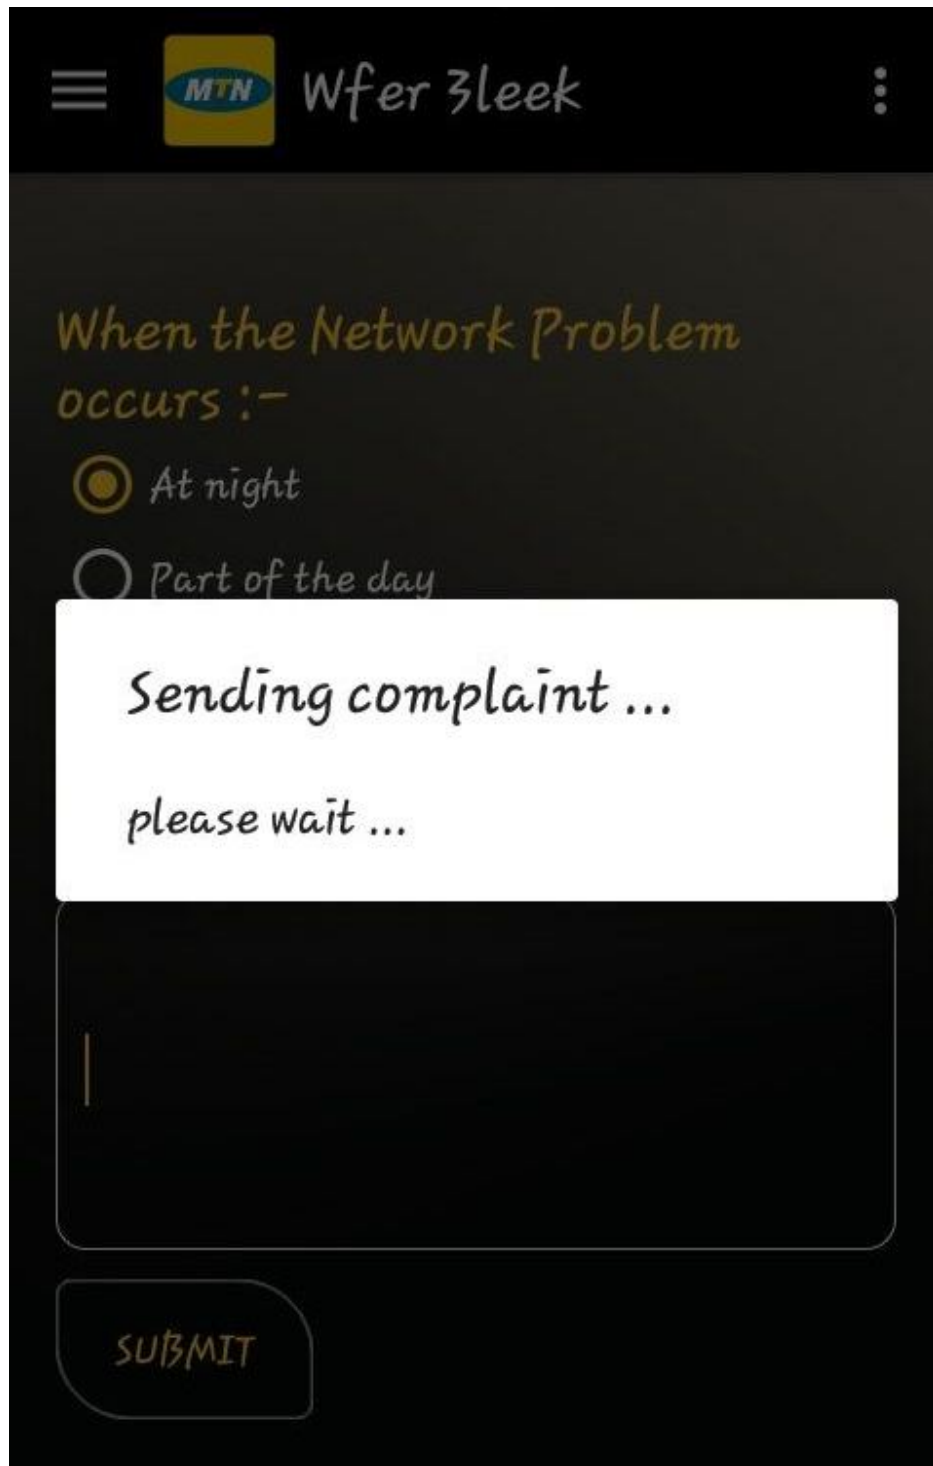 MTN Wfer 3leek
When the Network Problem
occurs :-
At night
Part of the day
Sending complaint ...
please wait ...
SUBMIT